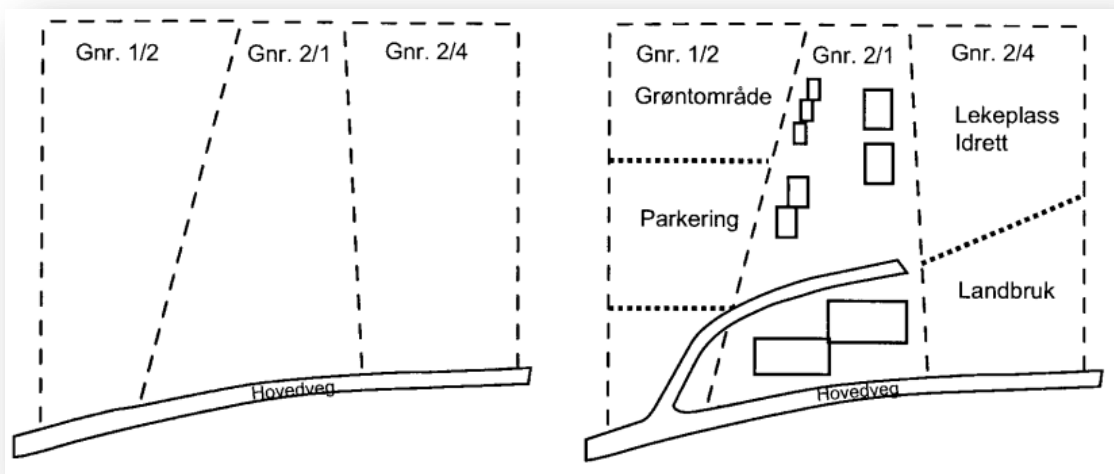 Gnr. 1/2
Gnr. 2/1
Gnr. 2/4
Hovedveg
Gnr. 1/2
Gnr. 2/1
Gnr. 2/4
Grøntområde
Lekeplass
Idrett
Parkering
Landbruk
Hovedveg